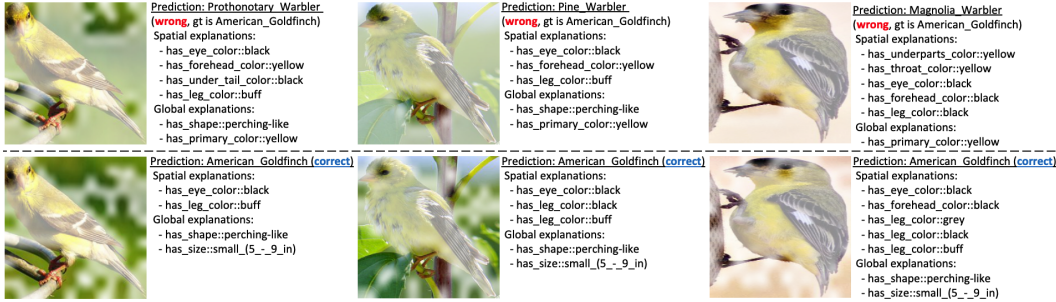 Prediction: Prothonotary_Warbler
(wrong, gt is American_Goldfinch)
Spatial explanations:
- has_eye_color::black
- has_forehead_color::yellow
- has_under_tail_color::black
- has_leg_color::buff
Global explanations:
- has_shape::perching-like
- has_primary_color::yellow
Prediction: Pine_Warbler
(wrong, gt is American_Goldfinch)
Spatial explanations:
- has_eye_color::black
- has_forehead_color::yellow
- has_leg_color::buff
Global explanations:
- has_shape::perching-like
- has_primary_color::yellow
Prediction: Magnolia_Warbler
(wrong, gt is American_Goldfinch)
Spatial explanations:
- has_underparts_color::yellow
- has_throat_color::yellow
- has_eye_color::black
- has_forehead_color::black
- has_leg_color::black
Global explanations:
- has_primary_color::yellow
Prediction: American_Goldfinch (correct)
Spatial explanations:
- has_eye_color::black
- has_leg_color::buff
Global explanations:
- has_shape::perching-like
- has_size::small_(5_-_9_in)
Prediction: American_Goldfinch (correct)
Spatial explanations:
- has_eye_color::black
- has_leg_color::black
- has_leg_color::buff
Global explanations:
- has_shape::perching-like
- has_size::small_(5_-_9_in)
Prediction: American_Goldfinch (correct)
Spatial explanations:
- has_eye_color::black
- has_forehead_color::black
- has_leg_color::grey
- has_leg_color::black
- has_leg_color::buff
Global explanations:
- has_shape::perching-like
- has_size::small_(5_-_9_in)